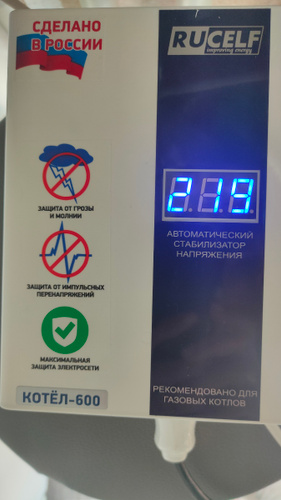 СДЕЛАНО
В РОССИИ
RUCELF
219
ЗАЩИТА ОТ ГРОЗЫ
И МОЛНИИ
АВТОМАТИЧЕСКИЙ
СТАБИЛИЗАТОР
НАПРЯЖЕНИЯ
ЗАЩИТА ОТ ИМПУЛЬСНЫХ
ПЕРЕНАПРЯЖЕНИЙ
МАКСИМАЛЬНАЯ
ЗАЩИТА ЭЛЕКТРОСЕТИ
КОТЁЛ-600
РЕКОМЕНДОВАНО ДЛЯ
ГАЗОВЫХ КОТЛОВ